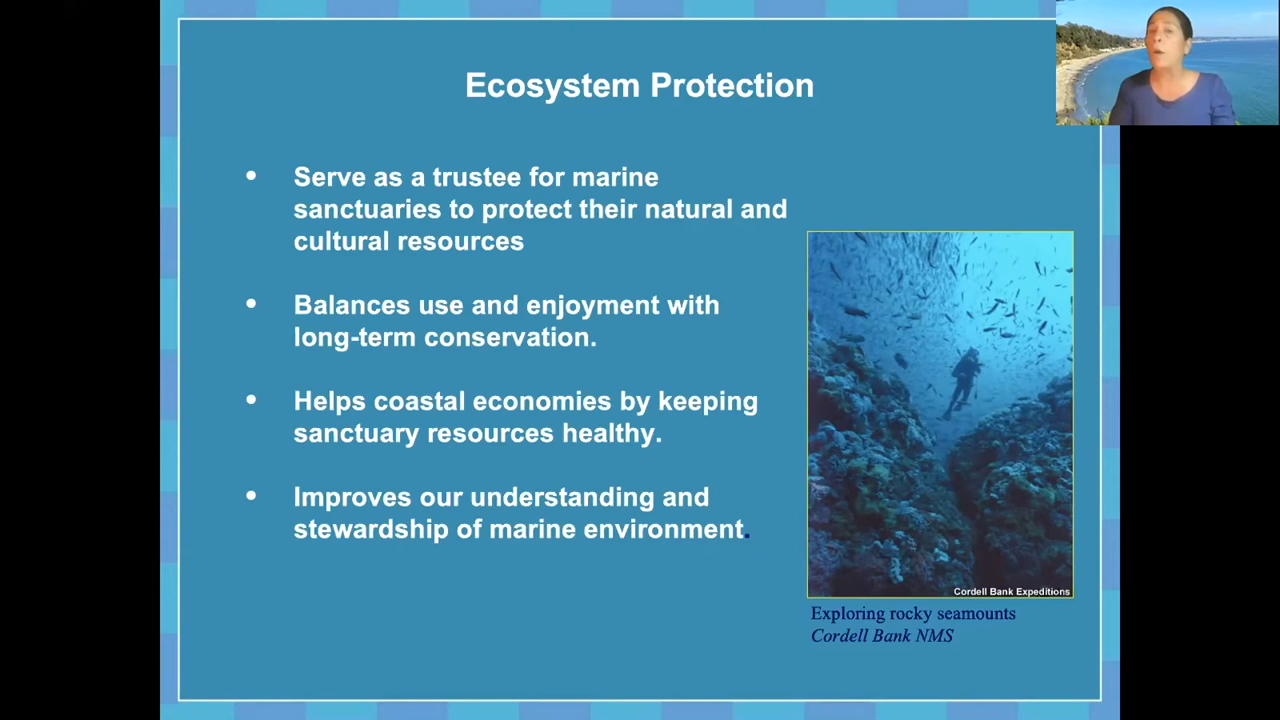 Ecosystem Protection
• Serve as a trustee for marine
sanctuaries to protect their natural and
cultural resources
• Balances use and enjoyment with
long-term conservation.
• Helps coastal economies by keeping
sanctuary resources healthy.
• Improves our understanding and
stewardship of marine environment.
Cordell Bank Expeditions
Exploring rocky seamounts
Cordell Bank NMS